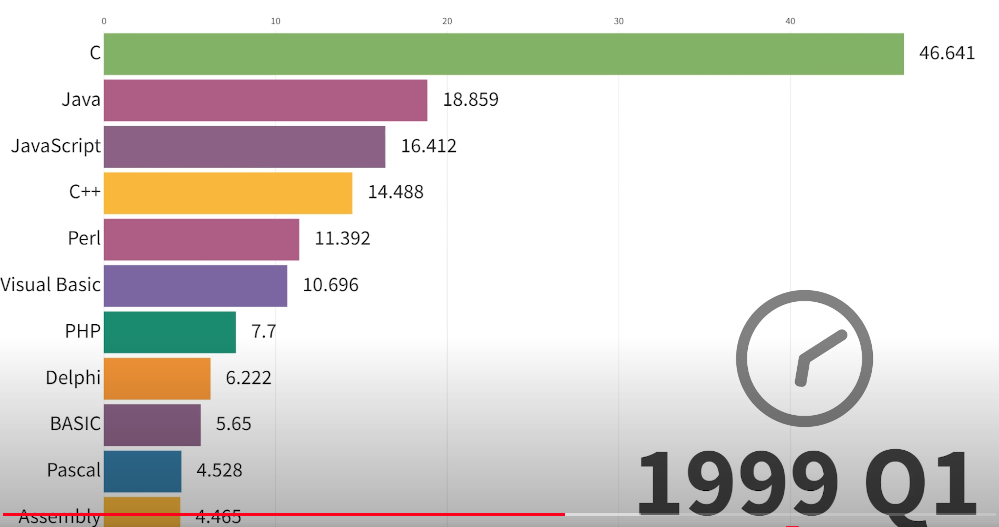 0 10 20 30 40
C 46.641
Java 18.859
JavaScript 16.412
C++ 14.488
Perl 11.392
Visual Basic 10.696
PHP 7.7
Delphi 6.222
BASIC 5.65
Pascal 4.528
Assembly 4.465
1999 Q1